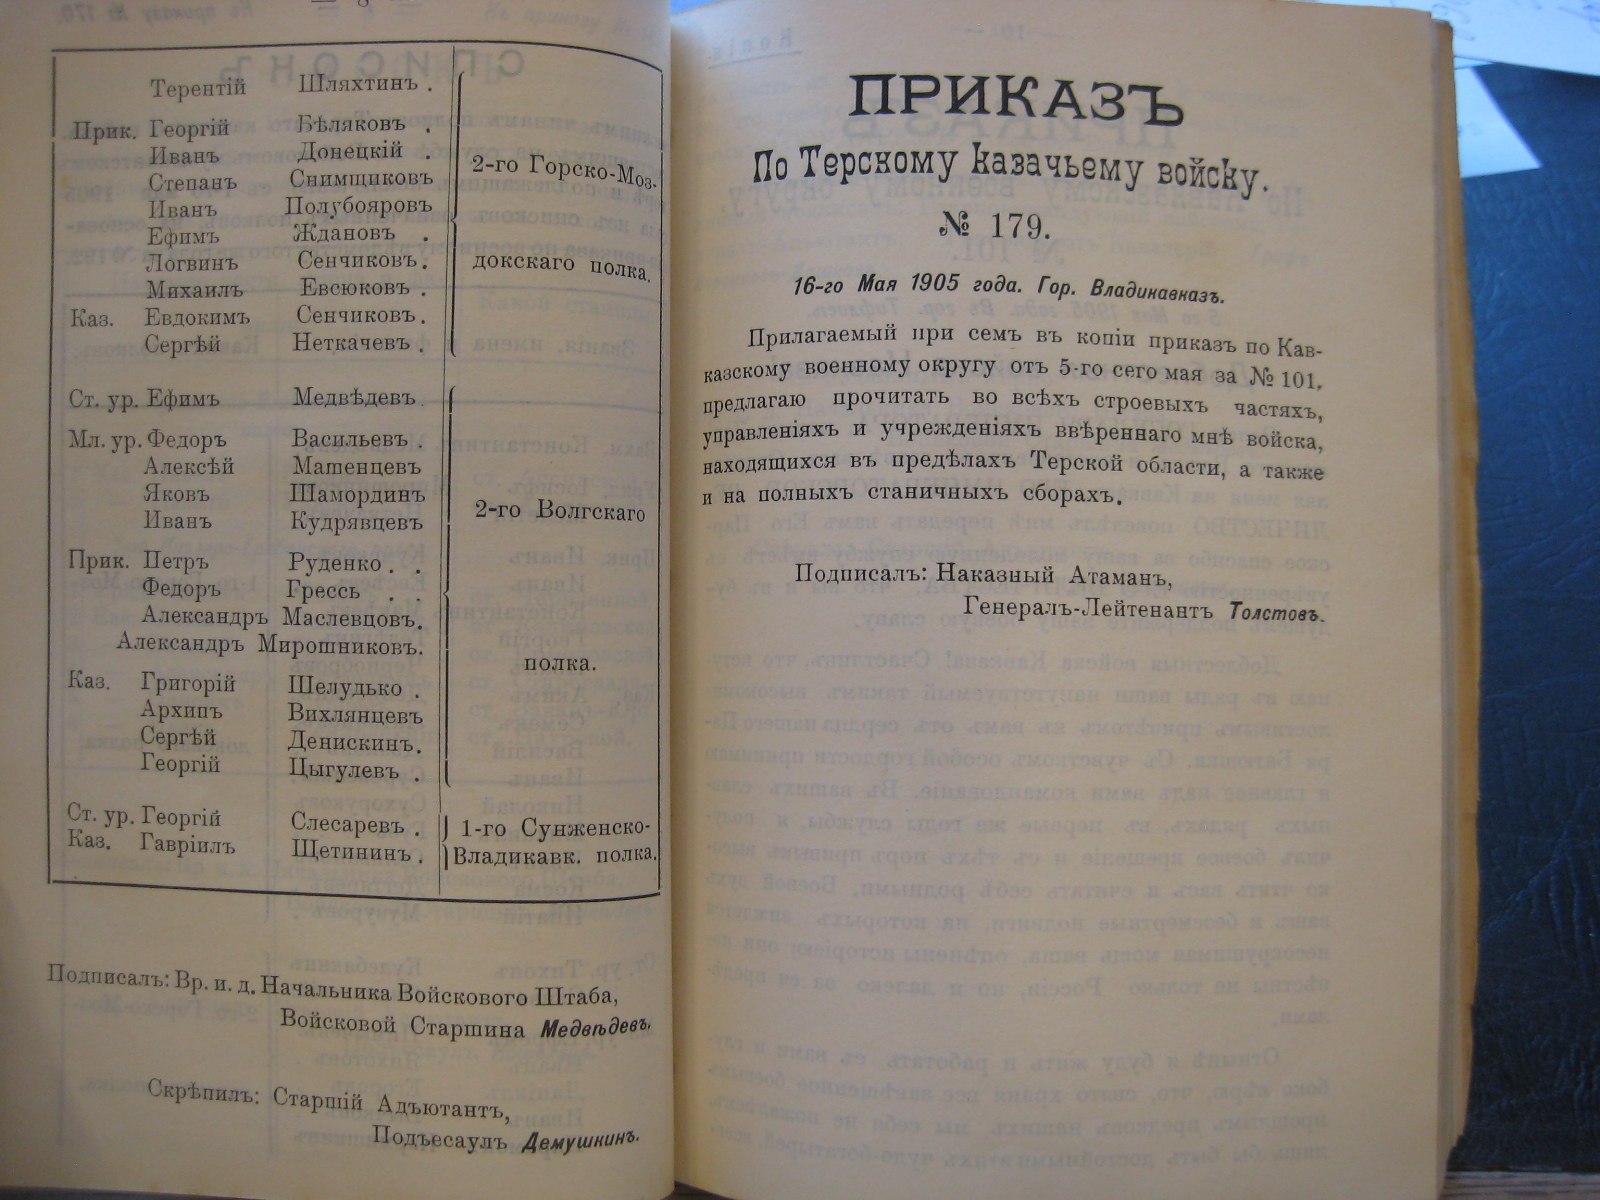 Терентій Шляхтинъ .
Прик. Георгій Бѣляковъ .
Иванъ Донецкій .
2-го Горско-Моз-
Степанъ Снимщиковъ
Иванъ Полубояровъ
Ефимъ Ждановъ .
Логвинъ Сенчиковъ .
докскаго полка.
Михаилъ Евсюковъ .
Каз. Евдокимъ Сенчиковъ .
Сергѣй Неткачевъ .
Ст. ур. Ефимъ Медвѣдевъ .
Мл. ур. Федоръ Васильевъ .
Алексѣй Матенцевъ
Яковъ Шамординъ
Иванъ Кудрявцевъ
2-го Волгскаго
Прик. Петръ Руденко . .
Федоръ Грессь . .
Александръ Маслевцовъ.
Александръ Мирошниковъ.
полка.
Каз. Григорій Шелудько .
Архипъ Вихлянцевъ
Сергѣй Денискинъ .
Георгій Цыгулевъ .
Ст. ур. Георгій Слесаревъ . 1-го Сунженско-
Каз. Гавріилъ Щетининъ . Владикавк. полка.
Подписалъ: Вр. и. д. Начальника Войскового Штаба,
Войсковой Старшина Медвѣдевъ.
Скрѣпилъ: Старшій Адъютантъ,
Подъесаулъ Демушкинъ.
ПРИКАЗЪ
По Терскому казачьему войску.
№ 179.
16-го Мая 1905 года. Гор. Владинавназъ.
Прилагаемый при семъ въ копіи приказъ по Кав-
казскому военному округу отъ 5-го сего мая за № 101,
предлагаю прочитать во всѣхъ строевыхъ частяхъ,
управленіяхъ и учрежденіяхъ ввѣреннаго мнѣ войска,
находящихся въ предѣлахъ Терской области, а также
и на полныхъ станичныхъ сборахъ.
Подписалъ: Наказный Атаманъ,
Генералъ-Лейтенантъ Толстовъ.